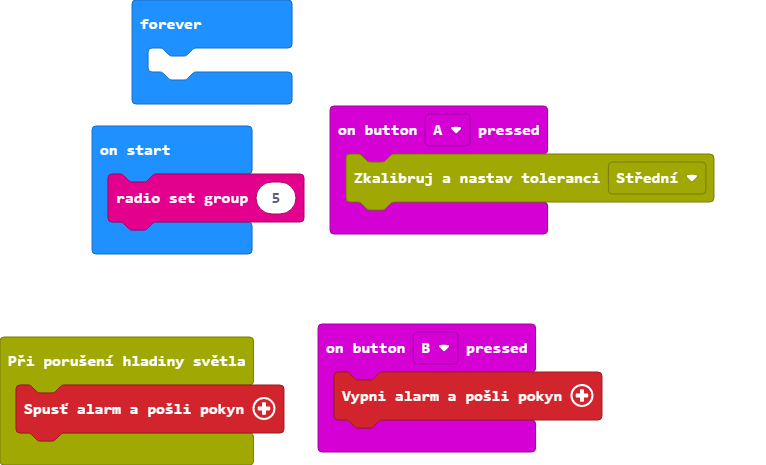 forever
on start
radio set group 5
on button A pressed
Zkalibruj a nastav toleranci Střední
Při porušení hladiny světla
Spusť alarm a pošli pokyn
on button B pressed
Vypni alarm a pošli pokyn